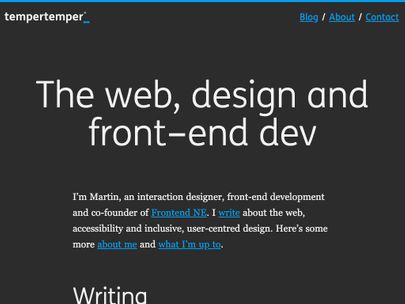 tempertemper
Blog / About / Contact
The web, design and
front-end dev
I'm Martin, an interaction designer, front-end development
and co-founder of Frontend NE. I write about the web,
accessibility and inclusive, user-centred design. Here's some
more about me and what I'm up to.
Writing